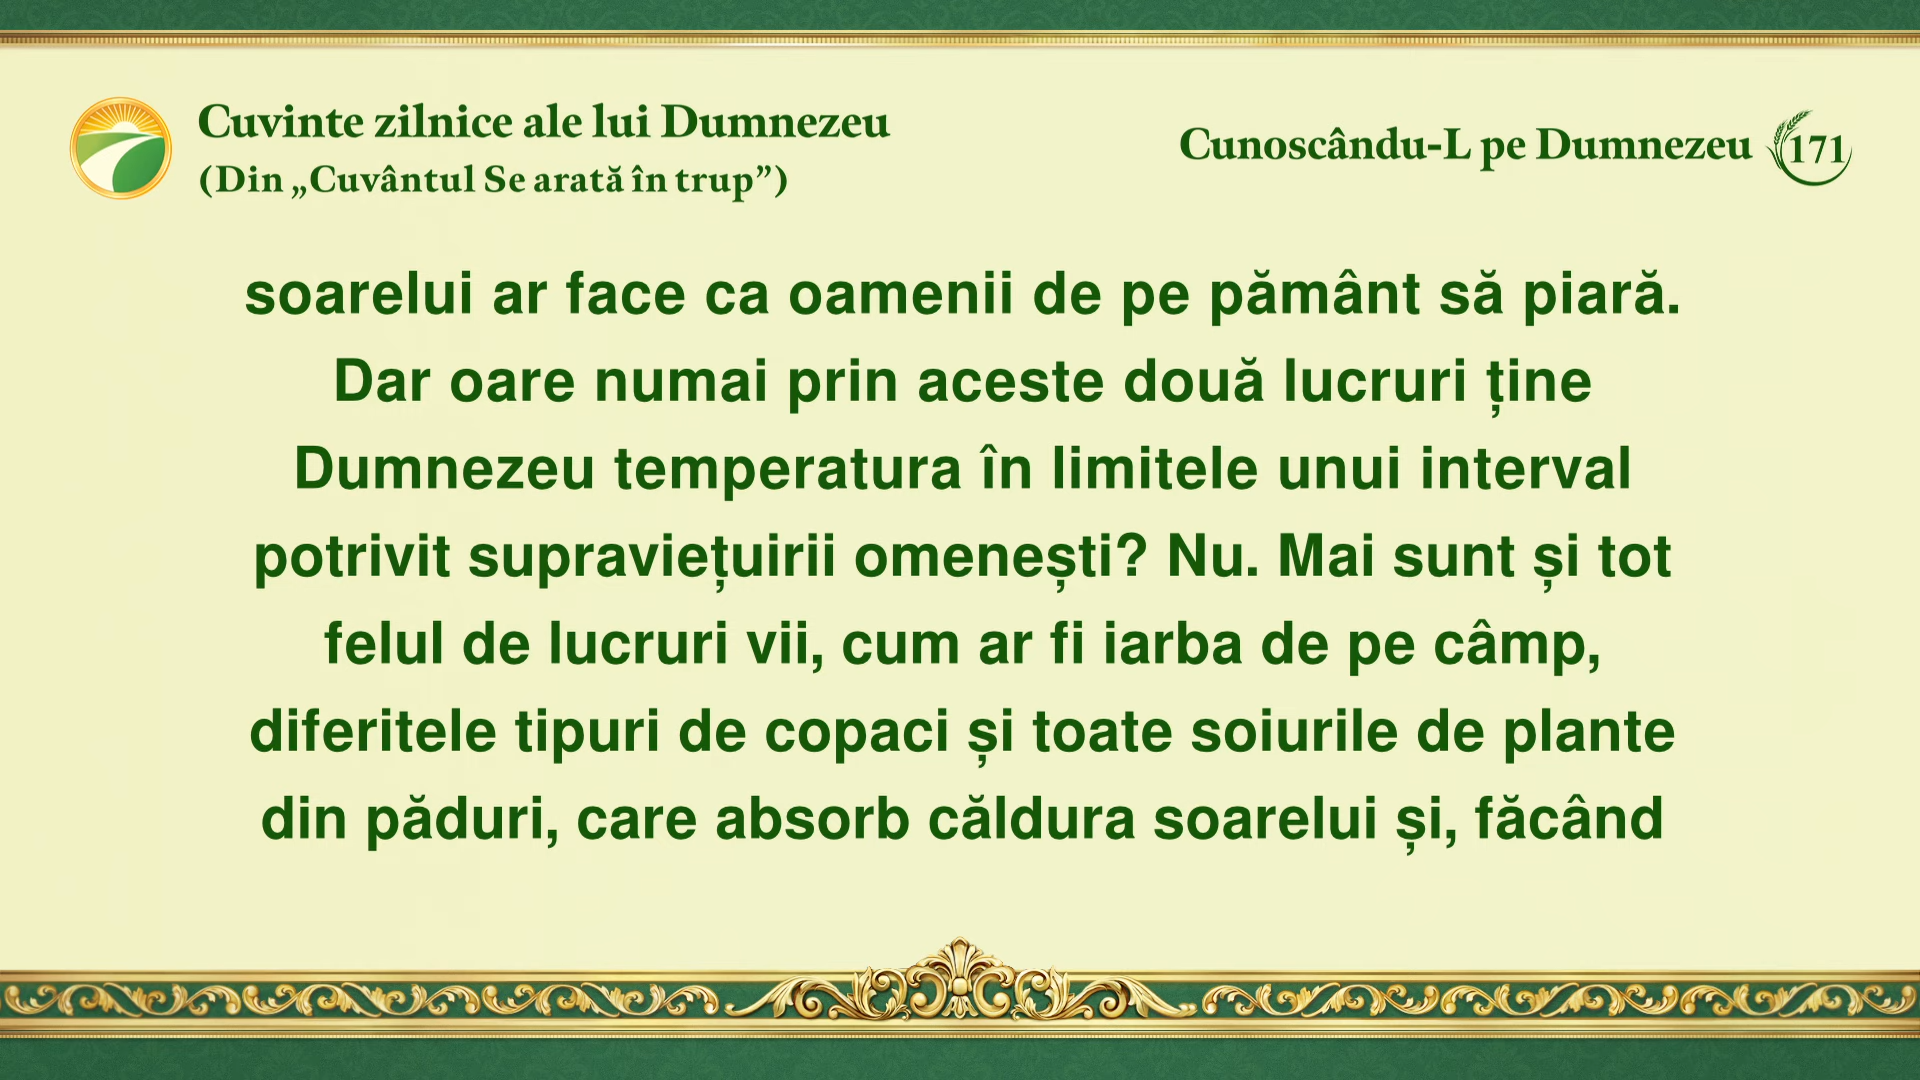 Cuvinte zilnice ale lui Dumnezeu
(Din „Cuvântul Se arată în trup”)
Cunoscându-L pe Dumnezeu 171
soarelui ar face ca oamenii de pe pământ să piară.
Dar oare numai prin aceste două lucruri ține
Dumnezeu temperatura în limitele unui interval
potrivit supraviețuirii omenești? Nu. Mai sunt și tot
felul de lucruri vii, cum ar fi iarba de pe câmp,
diferitele tipuri de copaci și toate soiurile de plante
din păduri, care absorb căldura soarelui și, făcând